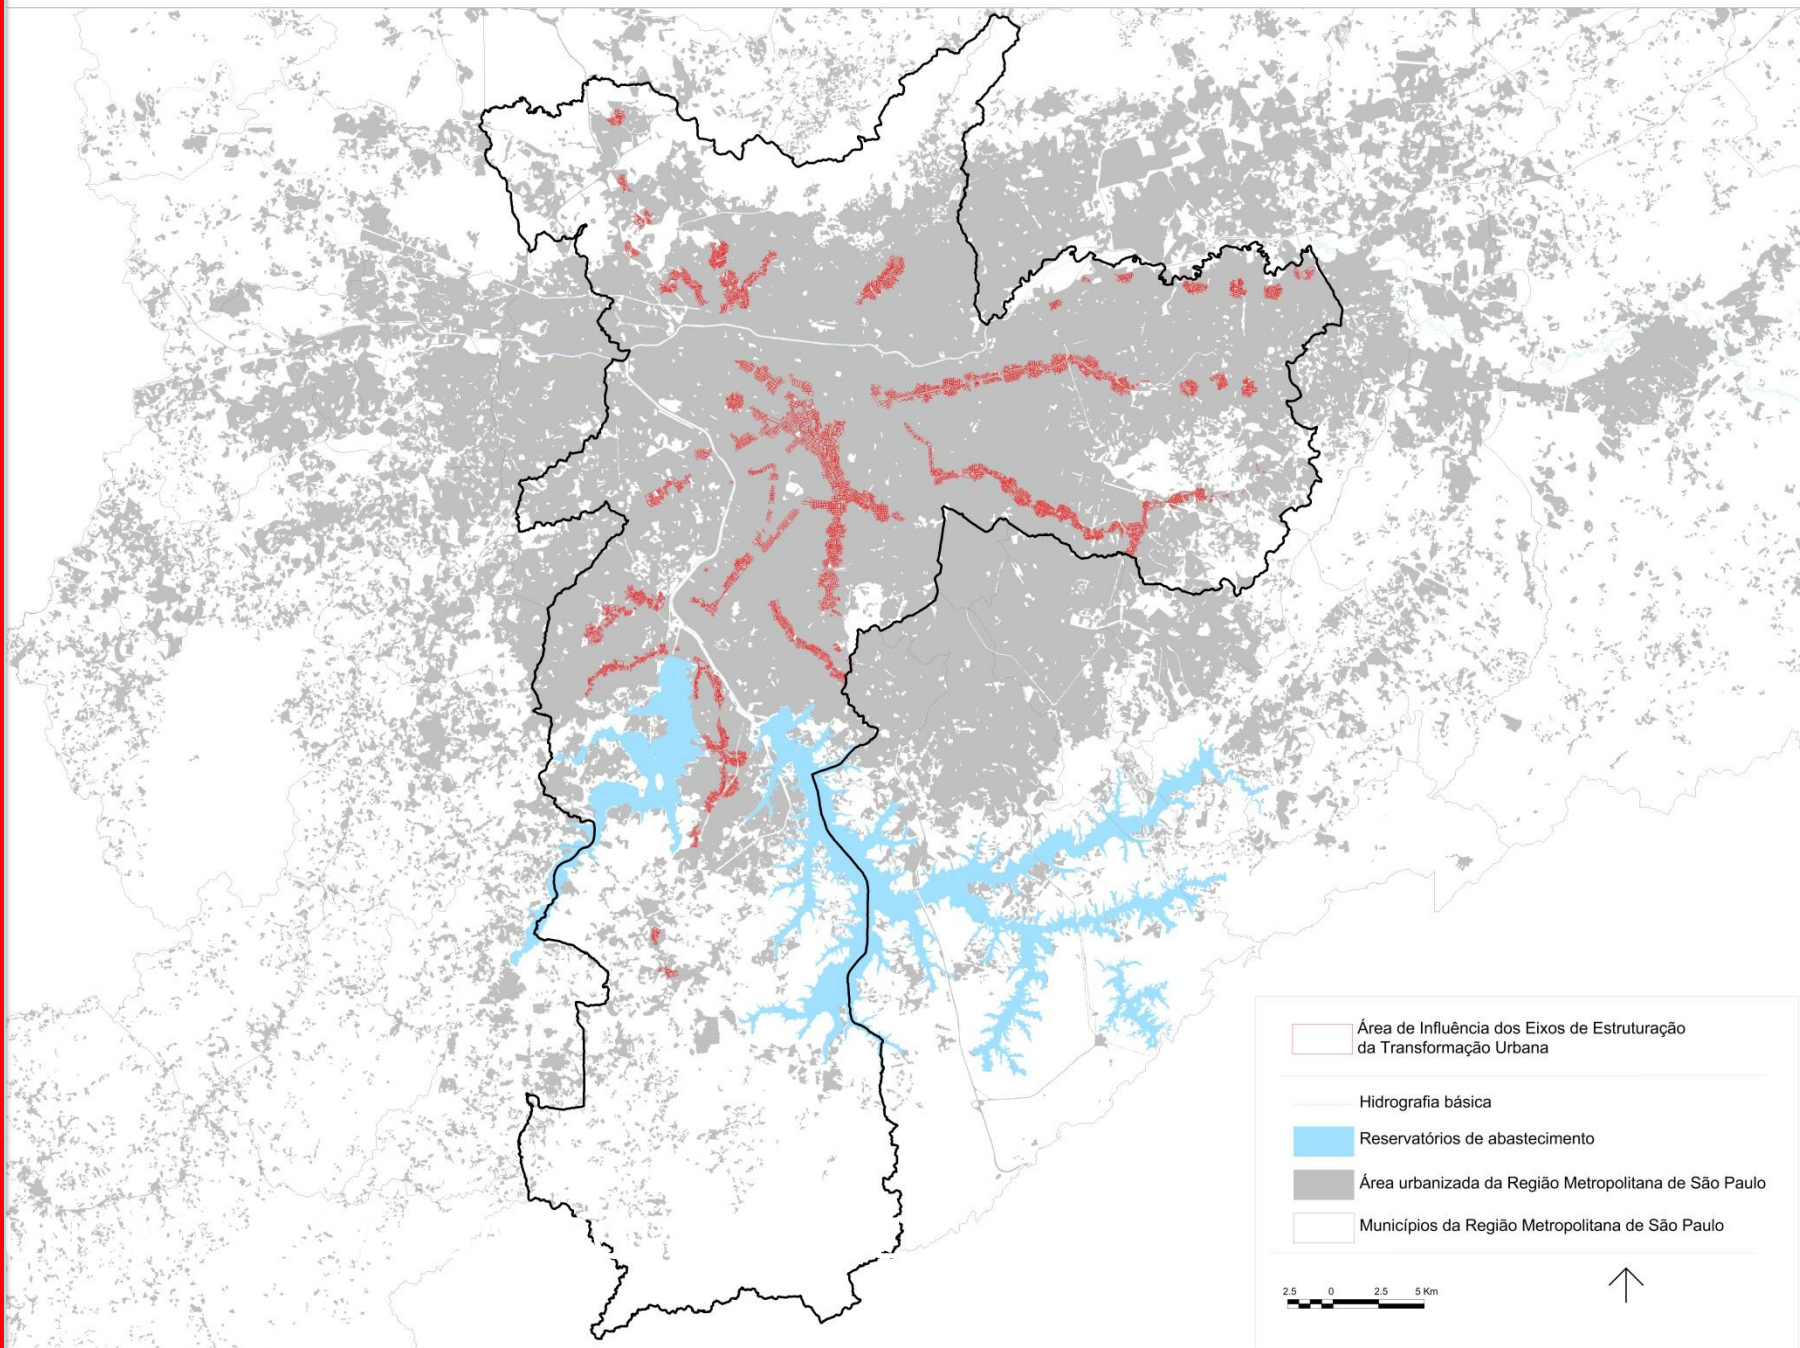 Área de Influência dos Eixos de Estruturação
da Transformação Urbana
Hidrografia básica
Reservatórios de abastecimento
Área urbanizada da Região Metropolitana de São Paulo
Municípios da Região Metropolitana de São Paulo
2.5 0 2.5 5 Km